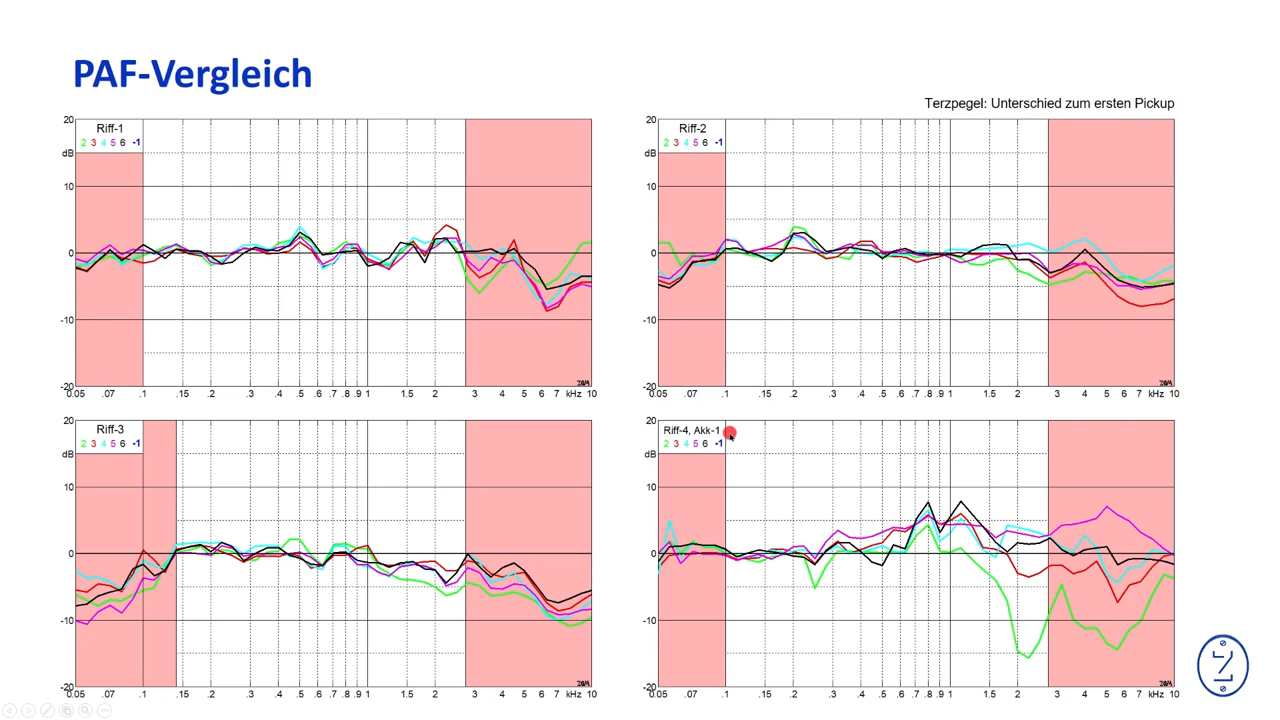 PAF-Vergleich
Terzpegel: Unterschied zum ersten Pickup
20
Riff-1
2 3 4 5 6 -1
dB
10
0
-10
-20
0.05 .07 .1 .15 .2 .3 .4 .5 .6 .7 .8 .9 1 1.5 2 3 4 5 6 7 kHz 10
20
Riff-2
2 3 4 5 6 -1
dB
10
0
-10
-20
0.05 .07 .1 .15 .2 .3 .4 .5 .6 .7 .8 .9 1 1.5 2 3 4 5 6 7 kHz 10
20
Riff-3
2 3 4 5 6 -1
dB
10
0
-10
-20
0.05 .07 .1 .15 .2 .3 .4 .5 .6 .7 .8 .9 1 1.5 2 3 4 5 6 7 kHz 10
20
Riff-4, Akk-1
2 3 4 5 6 -1
dB
10
0
-10
-20
0.05 .07 .1 .15 .2 .3 .4 .5 .6 .7 .8 .9 1 1.5 2 3 4 5 6 7 kHz 10